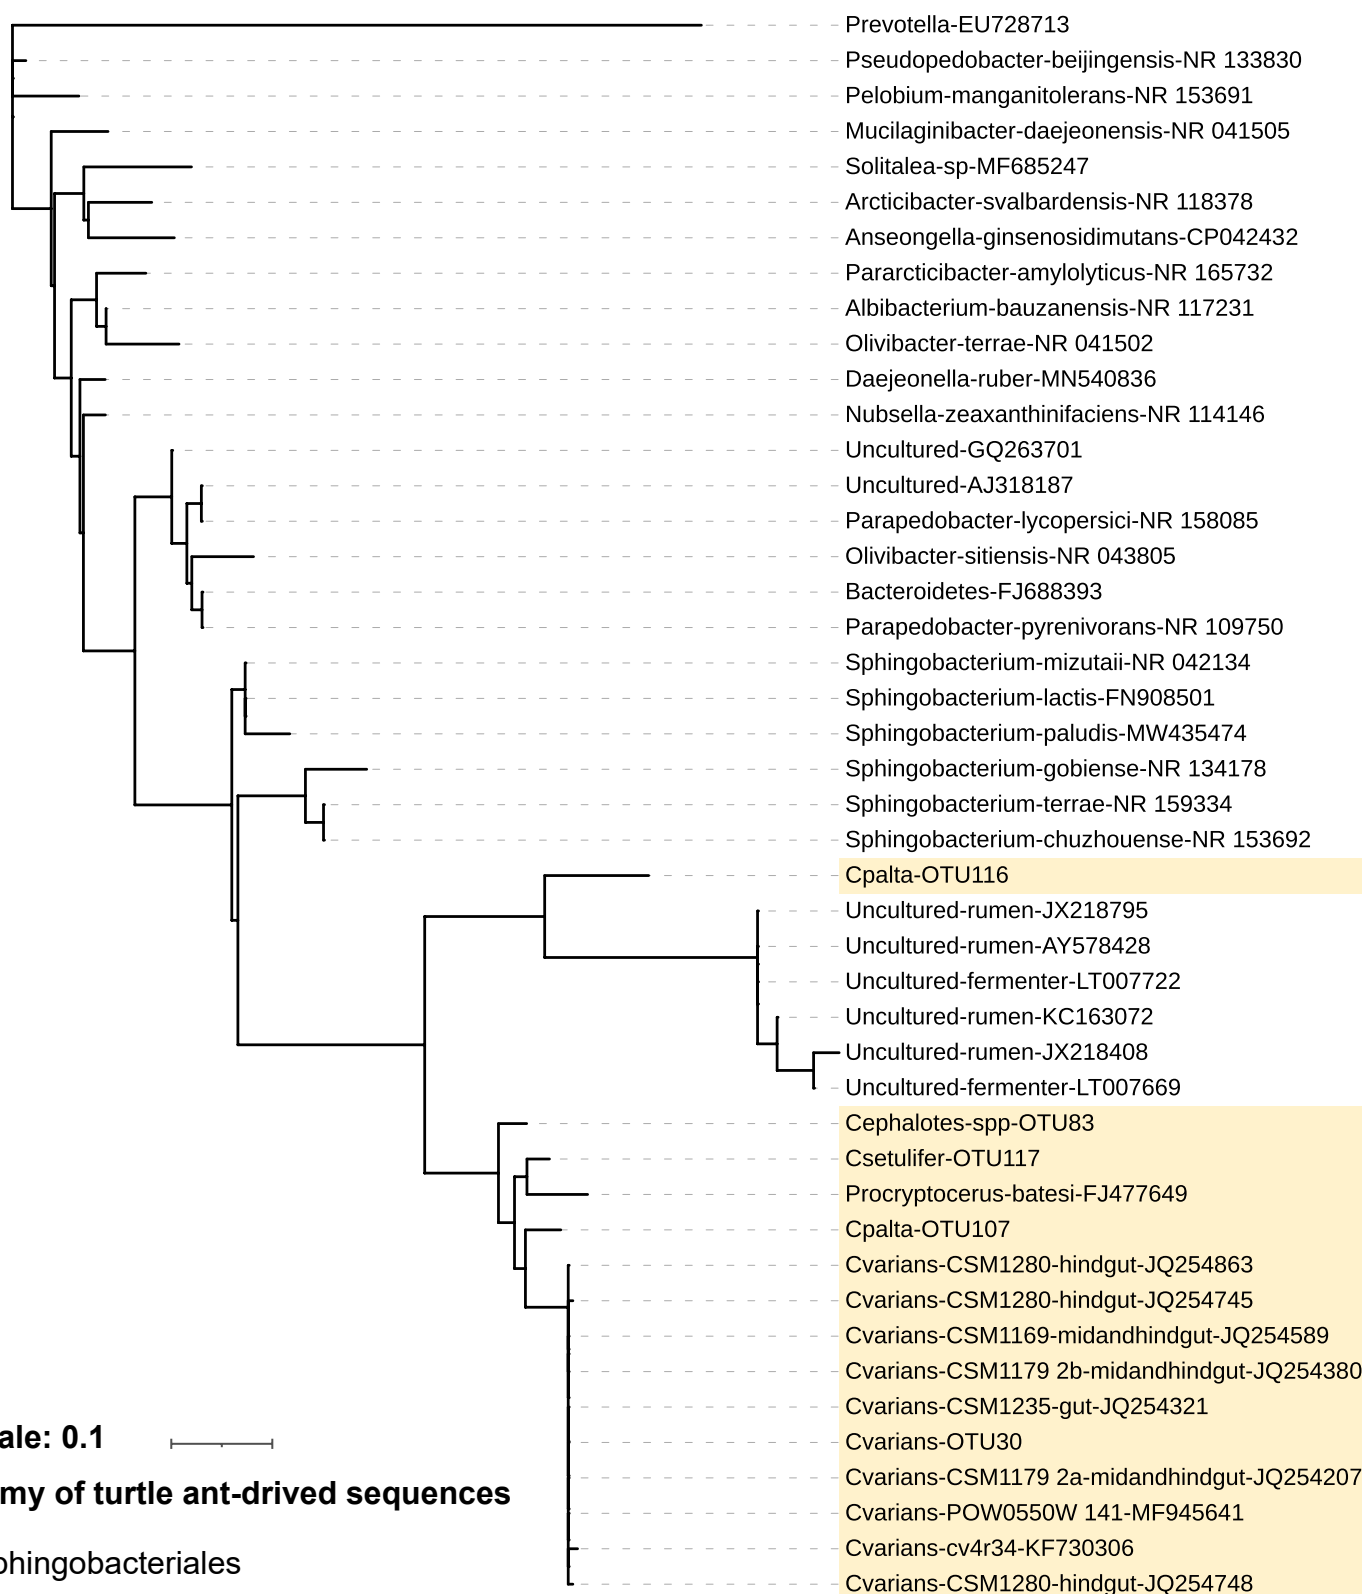 Prevotella-EU728713
Pseudopedobacter-beijingensis-NR 133830
Pelobium-manganitolerans-NR 153691
Mucilaginibacter-daejeonensis-NR 041505
Solitalea-sp-MF685247
Arcticibacter-svalbardensis-NR 118378
Anseongella-ginsenosidimutans-CP042432
Pararcticibacter-amylolyticus-NR 165732
Albibacterium-bauzanensis-NR 117231
Olivibacter-terrae-NR 041502
Daejeonella-ruber-MN540836
Nubsella-zeaxanthinifaciens-NR 114146
Uncultured-GQ263701
Uncultured-AJ318187
Parapedobacter-lycopersici-NR 158085
Olivibacter-sitiensis-NR 043805
Bacteroidetes-FJ688393
Parapedobacter-pyrenivorans-NR 109750
Sphingobacterium-mizutaii-NR 042134
Sphingobacterium-lactis-FN908501
Sphingobacterium-paludis-MW435474
Sphingobacterium-gobiense-NR 134178
Sphingobacterium-terrae-NR 159334
Sphingobacterium-chuzhouense-NR 153692
Cpalta-OTU116
Uncultured-rumen-JX218795
Uncultured-rumen-AY578428
Uncultured-fermenter-LT007722
Uncultured-rumen-KC163072
Uncultured-rumen-JX218408
Uncultured-fermenter-LT007669
Cephalotes-spp-OTU83
Csetulifer-OTU117
Procryptocerus-batesi-FJ477649
Cpalta-OTU107
Cvarians-CSM1280-hindgut-JQ254863
Cvarians-CSM1280-hindgut-JQ254745
Cvarians-CSM1169-midandhindgut-JQ254589
Cvarians-CSM1179 2b-midandhindgut-JQ254380
Cvarians-CSM1235-gut-JQ254321
Cvarians-OTU30
Cvarians-CSM1179 2a-midandhindgut-JQ254207
Cvarians-POW0550W 141-MF945641
Cvarians-cv4r34-KF730306
Cvarians-CSM1280-hindgut-JQ254748
ale: 0.1
my of turtle ant-drived sequences
phingobacteriales